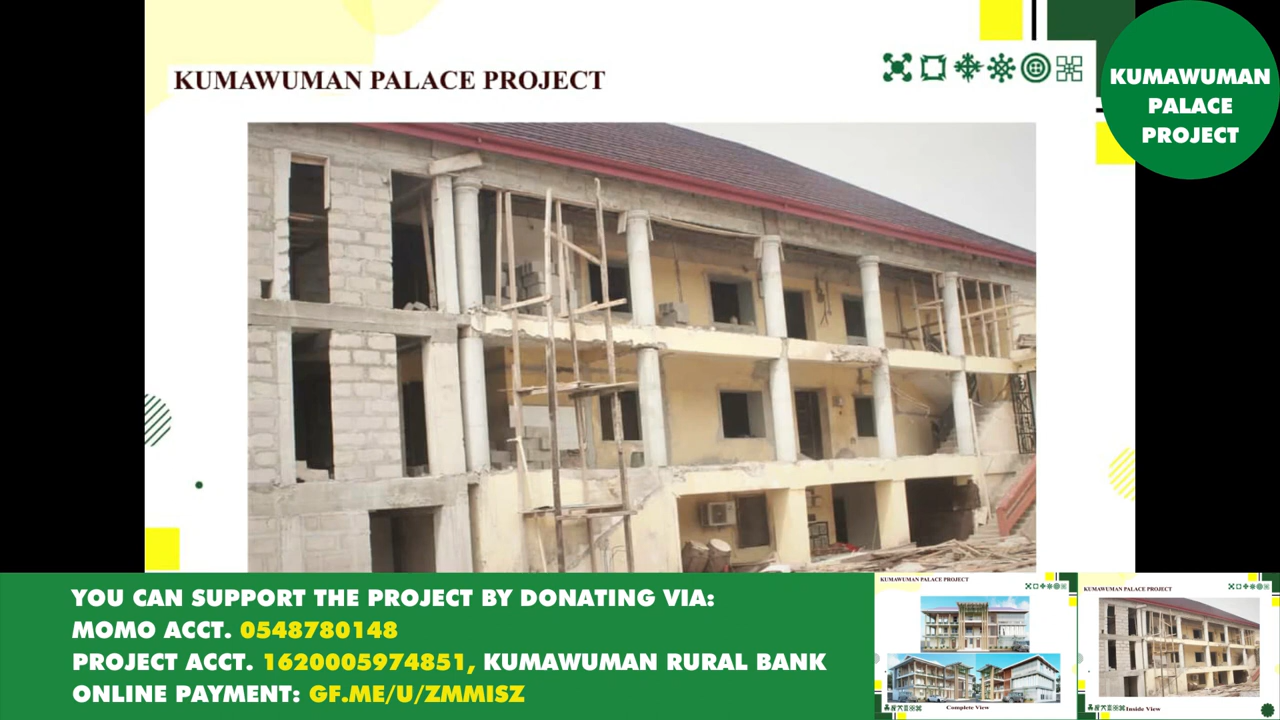 KUMAWUMAN PALACE PROJECT
KUMAWUMAN
PALACE
PROJECT
YOU CAN SUPPORT THE PROJECT BY DONATING VIA:
MOMO ACCT. 0548780148
PROJECT ACCT. 1620005974851, KUMAWUMAN RURAL BANK
ONLINE PAYMENT: GF.ME/U/ZMMISZ
KUMAWUMAN PALACE PROJECT
Complete View
KUMAWUMAN PALACE PROJECT
Inside View